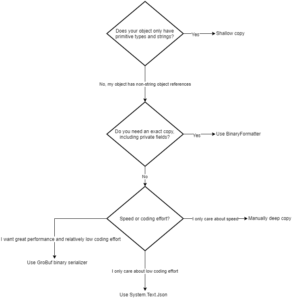 Does your object only have
primitive types and strings?
Yes
Shallow copy
No, my object has non-string object references
Do you need an exact copy,
including private fields?
Yes
Use BinaryFormatter
No
Speed or coding effort?
I only care about speed
Manually deep copy
I want great performance and relatively low coding effort
Use GroBuf binary serializer
I only care about low coding effort
Use System.Text.Json